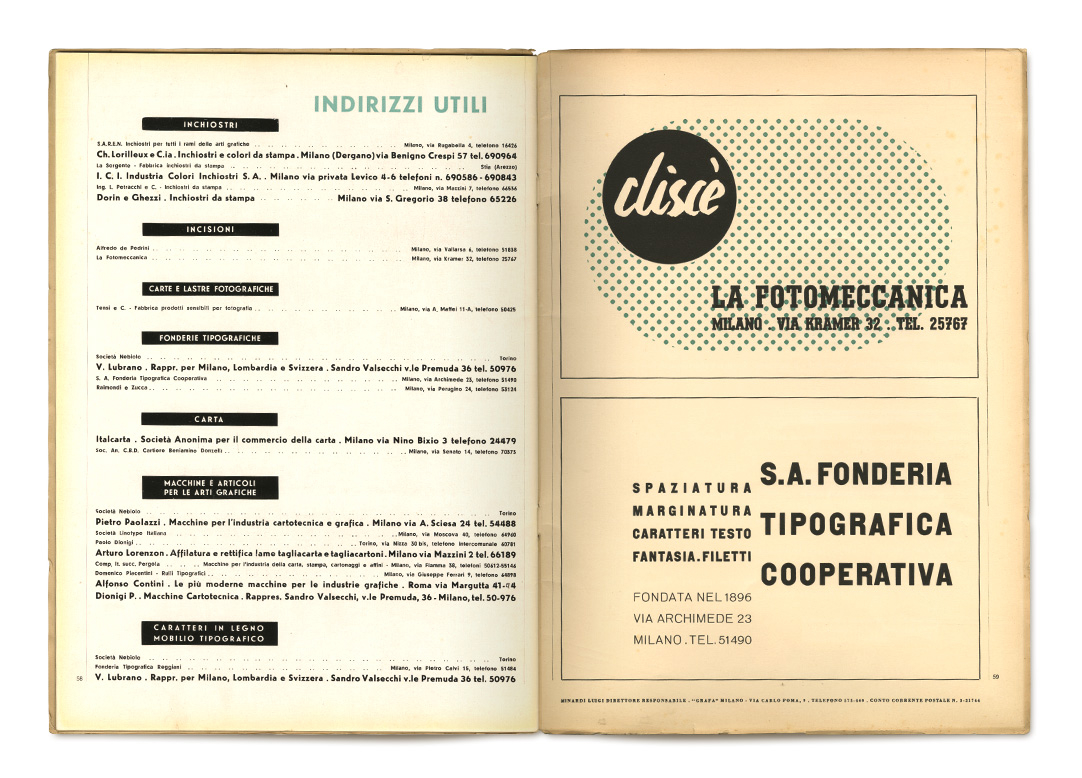 INDIRIZZI UTILI
INCHIOSTRI
S.A.R.E.N. Inchiostri per tutti i rami delle arti grafiche Milano, via Rugabella 4, telefono 16426
Ch. Lorilleux e C.ia . Inchiostri e colori da stampa . Milano (Dergano) via Benigno Crespi 57 tel. 690964
La Sorgente - Fabbrica inchiostri da stampa Stia (Arezzo)
I. C. I. Industria Colori Inchiostri S. A. . Milano via privata Levico 4-6 telefoni n. 690586 - 690843
Ing. L. Petracchi e C. - Inchiostri da stampa Milano, via Mazzini 7, telefono
Dorin e Ghezzi . Inchiostri da stampa Milano via S. Gregorio 38 telefono 65226
INCISIONI
Alfredo de Pedrini Milano, via Vallarsa 6, telefono 51838
La Fotomeccanica Milano, via Kramer 32, telefono 25767
CARTE E LASTRE FOTOGRAFICHE
Tensi e C. - Fabbrica prodotti sensibili per fotografia Milano, via A. Maffei 11-A, telefono 50425
FONDERIE TIPOGRAFICHE
Società Nebiolo Torino
V. Lubrano . Rappr. per Milano, Lombardia e Svizzera . Sandro Valsecchi v.le Premuda 36 tel. 50976
S. A. Fonderia Tipografica Cooperativa Milano, via Archimede 23, telefono 51490
Raimondi e Zucca Milano, via Perugino 24, telefono 53124
CARTA
Italcarta . Società Anonima per il commercio della carta . Milano via Nino Bixio 3 telefono 24479
Soc. An. C.B.D. Cartiere Beniamino Donzelli Milano, via Senato 14, telefono 70373
MACCHINE E ARTICOLI
PER LE ARTI GRAFICHE
Società Nebiolo Torino
Pietro Paolazzi . Macchine per l'industria cartotecnica e grafica . Milano via A. Sciesa 24 tel. 54488
Società Linotype Italiana Milano, via Moscova 40, telefono 64960
Paolo Dionigi Torino, via Nizza 30 bis, telefono intercomunale 60781
Arturo Lorenzon . Affilatura e rettifica lame tagliacarta e tagliacartoni . Milano via Mazzini 2 tel. 66189
Comp. It. succ. Pergola Macchine per l'industria della carta, stampa, cartonaggi e affini - Milano, via Fiamma 38, telefoni 50612-55146
Domenico Piacentini - Rulli Tipografici Milano, via Giuseppe Ferrari 9, telefono 64898
Alfonso Contini . Le più moderne macchine per le industrie grafiche . Roma via Margutta
Dionigi P. . Macchine Cartotecnica . Rappres. Sandro Valsecchi, v.le Premuda, 36 - Milano, tel. 50-976
CARATTERI IN LEGNO
MOBILIO TIPOGRAFICO
Società Nebiolo Torino
Fonderia Tipografica Reggiani Milano, via Pietro Calvi 15, telefono 51484
V. Lubrano . Rappr. per Milano, Lombardia e Svizzera . Sandro Valsecchi v.le Premuda 36 tel. 50976
58
cliscè
LA FOTOMECCANICA
MILANO . VIA KRAMER 32 . TEL. 25767
SPAZIATURA
MARGINATURA
CARATTERI TESTO
FANTASIA.FILETTI
S.A. FONDERIA
TIPOGRAFICA
COOPERATIVA
FONDATA NEL 1896
VIA ARCHIMEDE 23
MILANO . TEL. 51490
59
MINARDI LUIGI DIRETTORE RESPONSABILE - "GRAFA" MILANO - VIA CARLO POMA, 7 . TELEFONO 573-669 . CONTO CORRENTE POSTALE N. 3-23766